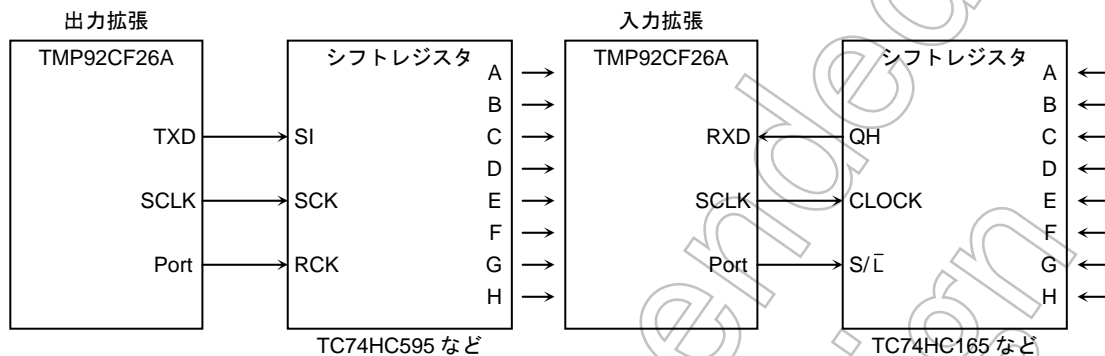 出力拡張
TMP92CF26A
TXD
SCLK
Port
シフトレジスタ
SI
SCK
RCK
A
B
C
D
E
F
G
H
TC74HC595 など
入力拡張
TMP92CF26A
RXD
SCLK
Port
シフトレジスタ
QH
CLOCK
S/L̅
A
B
C
D
E
F
G
H
TC74HC165 など